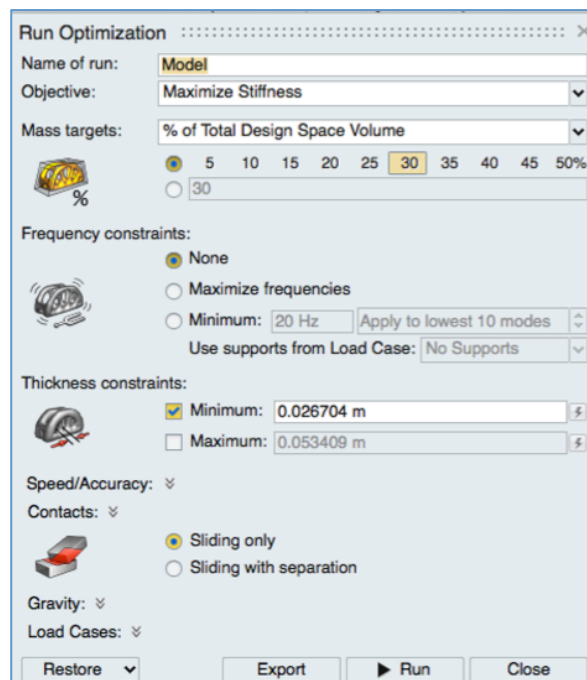 Run Optimization
Name of run: Model
Objective: Maximize Stiffness
Mass targets: % of Total Design Space Volume
5 10 15 20 25 30 35 40 45 50%
30
%
Frequency constraints:
None
Maximize frequencies
Minimum: 20 Hz Apply to lowest 10 modes
Use supports from Load Case: No Supports
Thickness constraints:
Minimum: 0.026704 m
Maximum: 0.053409 m
Speed/Accuracy:
Contacts:
Sliding only
Sliding with separation
Gravity:
Load Cases:
Restore Export Run Close